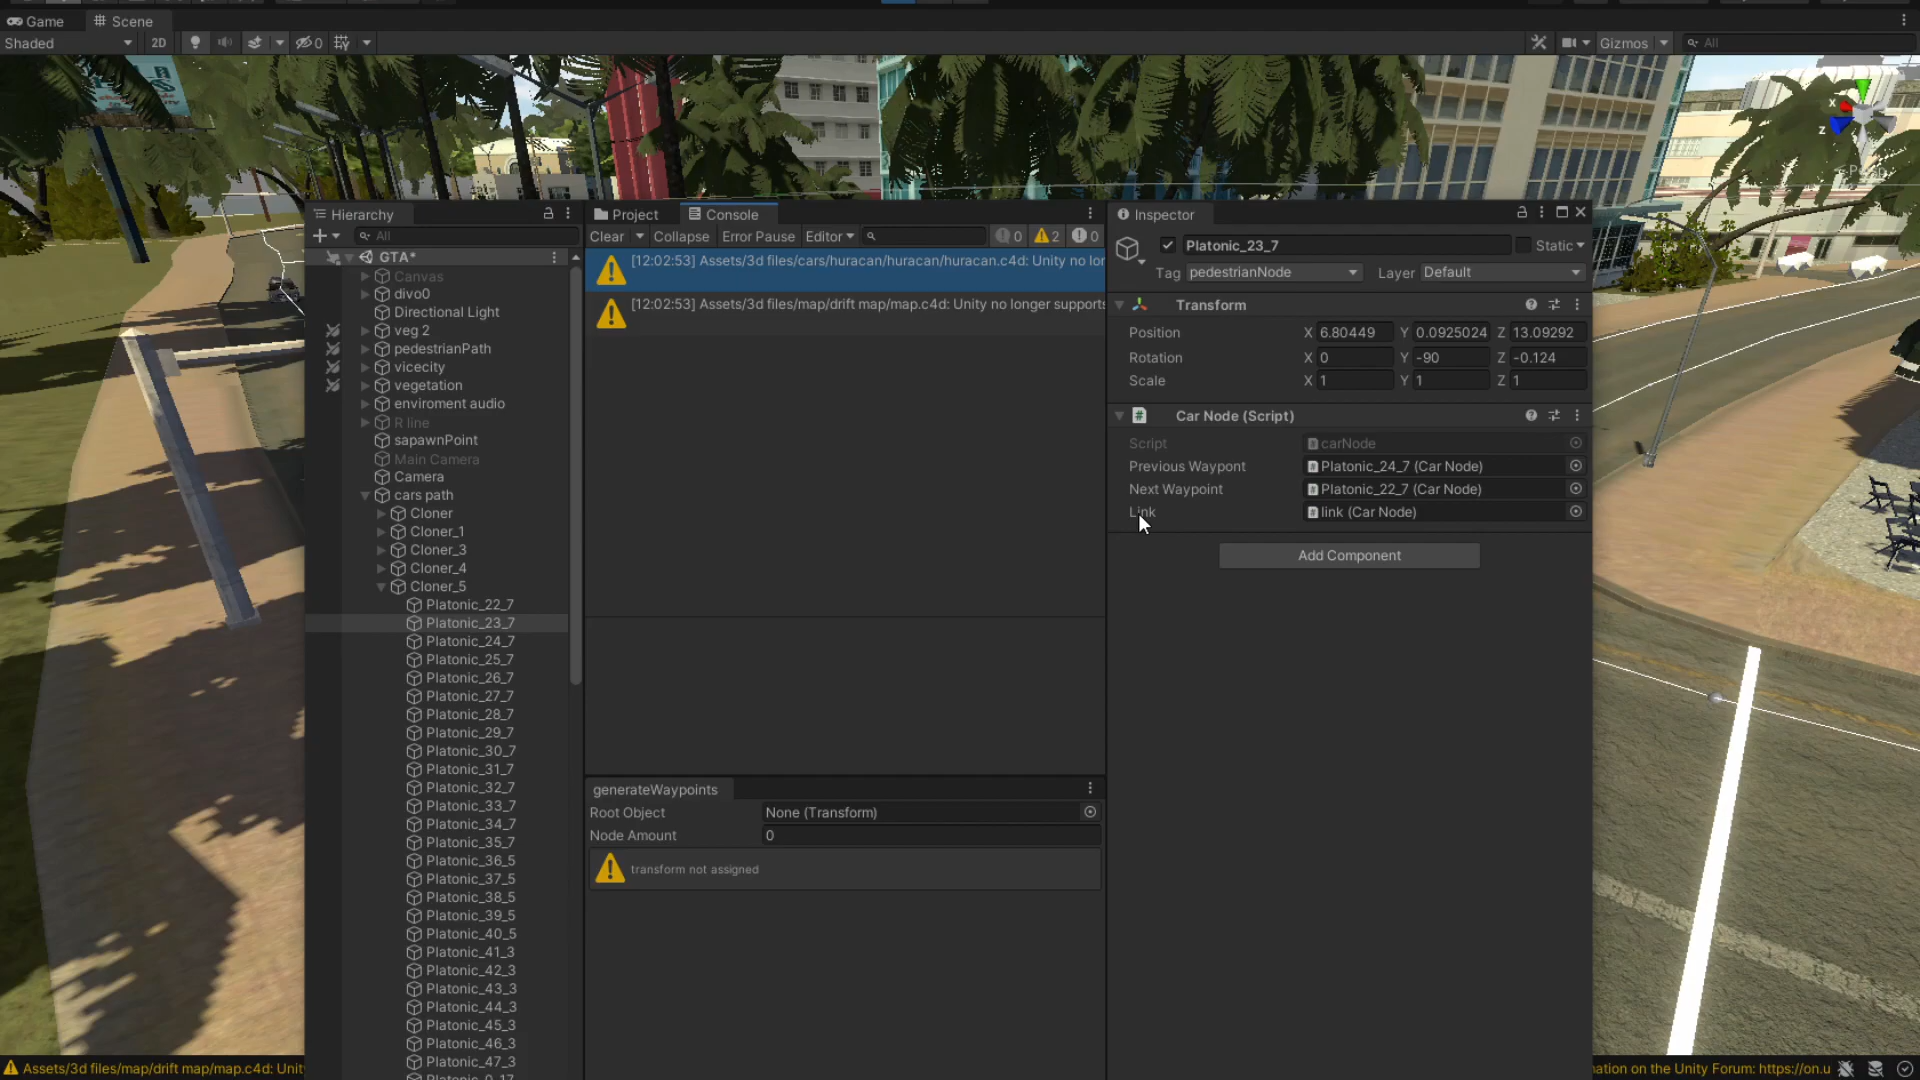 Game
Scene
Shaded
2D
0
Gizmos
All
x
z
Hierarchy
All
GTA*
Canvas
divo0
Directional Light
veg 2
pedestrianPath
vicecity
vegetation
enviroment audio
R line
sapawnPoint
Main Camera
Camera
cars path
Cloner
Cloner_1
Cloner_3
Cloner_4
Cloner_5
Platonic_22_7
Platonic_23_7
Platonic_24_7
Platonic_25_7
Platonic_26_7
Platonic_27_7
Platonic_28_7
Platonic_29_7
Platonic_30_7
Platonic_31_7
Platonic_32_7
Platonic_33_7
Platonic_34_7
Platonic_35_7
Platonic_36_5
Platonic_37_5
Platonic_38_5
Platonic_39_5
Platonic_40_5
Platonic_41_3
Platonic_42_3
Platonic_43_3
Platonic_44_3
Platonic_45_3
Platonic_46_3
Platonic_47_3
Platonic_0_17
Project
Console
Clear
Collapse
Error Pause
Editor
0
2
0
[12:02:53] Assets/3d files/cars/huracan/huracan/huracan.c4d: Unity no lor
[12:02:53] Assets/3d files/map/drift map/map.c4d: Unity no longer supports
generateWaypoints
Root Object None (Transform)
Node Amount 0
transform not assigned
Inspector
Platonic_23_7
Static
Tag pedestrianNode Layer Default
Transform
Position X 6.80449 Y 0.0925024 Z 13.09292
Rotation X 0 Y -90 Z -0.124
Scale X 1 Y 1 Z 1
Car Node (Script)
Script carNode
Previous Waypont Platonic_24_7 (Car Node)
Next Waypoint Platonic_22_7 (Car Node)
Link link (Car Node)
Add Component
Assets/3d files/map/drift map/map.c4d: Unit
ation on the Unity Forum: https://on.u